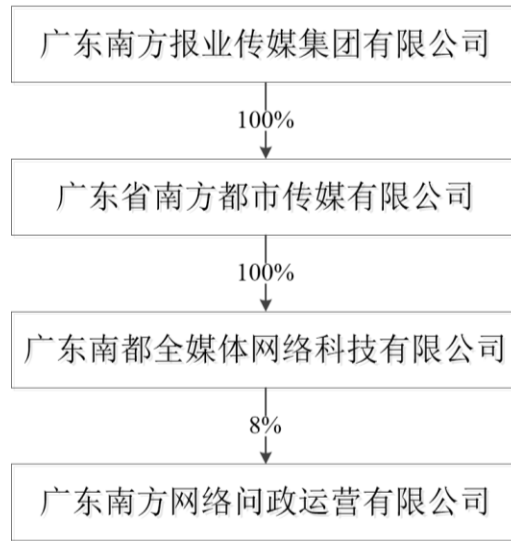 广东南方报业传媒集团有限公司
100%
广东省南方都市传媒有限公司
100%
广东南都全媒体网络科技有限公司
8%
广东南方网络问政运营有限公司